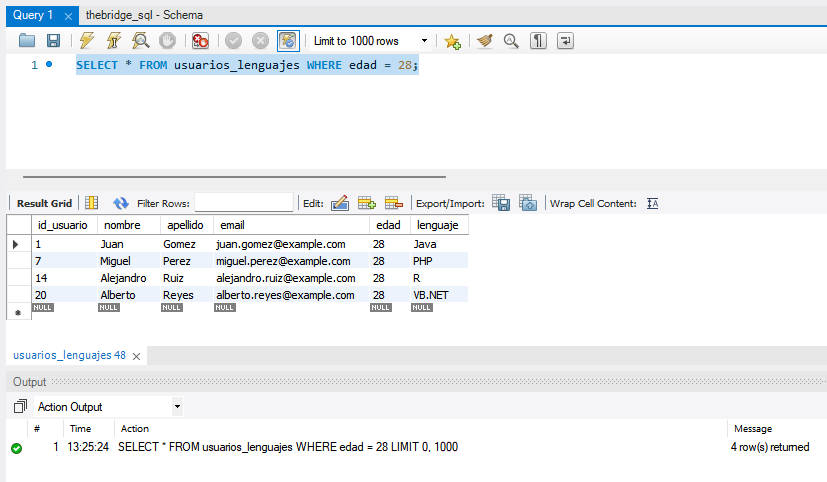 Query 1 × thebridge_sql - Schema
Limit to 1000 rows
1 SELECT * FROM usuarios_lenguajes WHERE edad = 28;
Result Grid Filter Rows: Edit: Export/Import: Wrap Cell Content: IA
id_usuario nombre apellido email edad lenguaje
1 Juan Gomez juan.gomez@example.com 28 Java
7 Miguel Perez miguel.perez@example.com 28 PHP
14 Alejandro Ruiz alejandro.ruiz@example.com 28 R
20 Alberto Reyes alberto.reyes@example.com 28 VB.NET
NULL NULL NULL NULL NULL NULL
usuarios_lenguajes 48 ×
Output
Action Output
# Time Action Message
1 13:25:24 SELECT * FROM usuarios_lenguajes WHERE edad = 28 LIMIT 0, 1000 4 row(s) returned